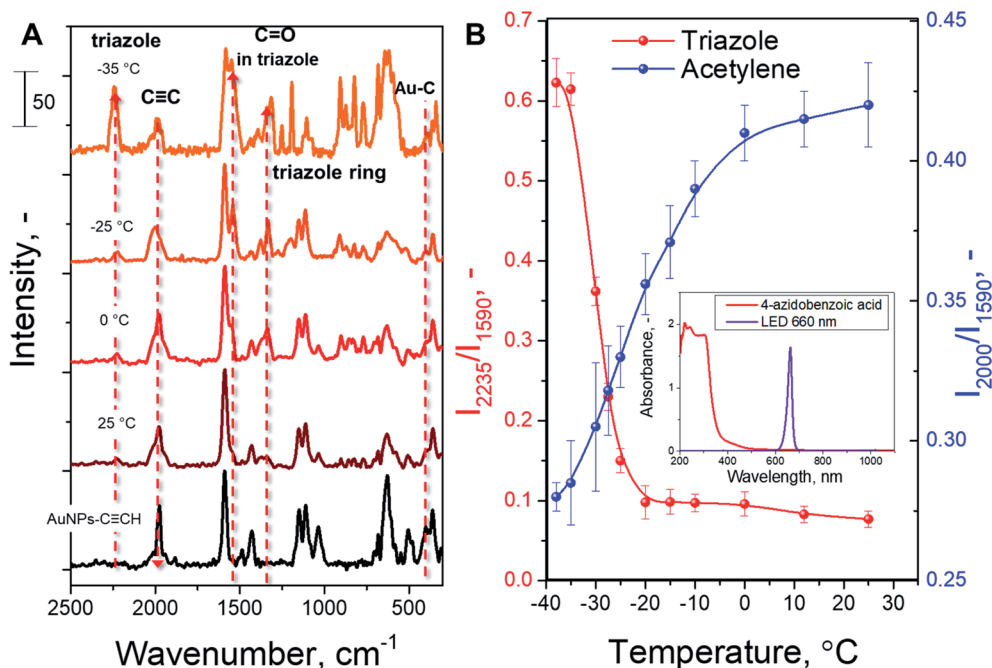 A
triazole
-35 °C
50
C≡C
C=O
in triazole
Au-C
triazole ring
-25 °C
0 °C
25 °C
AuNPs-C≡CH
Intensity, -
2500 2000 1500 1000 500
Wavenumber, cm-1
B
Triazole
Acetylene
0.7
0.6
0.5
0.4
0.3
0.2
0.1
0.0
I2235/I1590, -
0.45
0.40
0.35
0.30
0.25
I2000/I1590, -
4-azidobenzoic acid
LED 660 nm
Absorbance, -
2
1
0
200 400 600 800 1000
Wavelength, nm
-40 -30 -20 -10 0 10 20 30
Temperature, °C